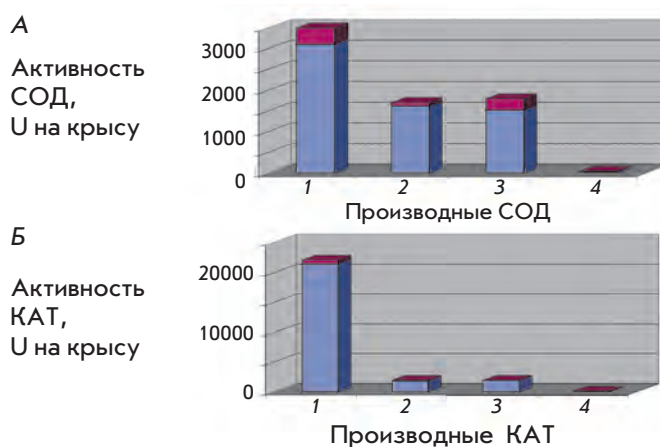 А
Активность
СОД,
U на крысу
3000
2000
1000
0
1 2 3 4
Производные СОД
Б
Активность
КАТ,
U на крысу
20000
10000
0
1 2 3 4
Производные КАТ